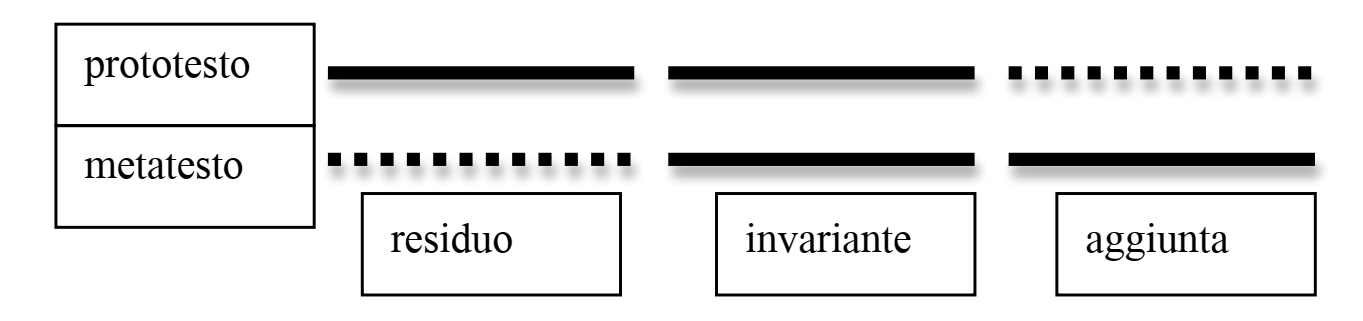 prototesto
metatesto
residuo
invariante
aggiunta